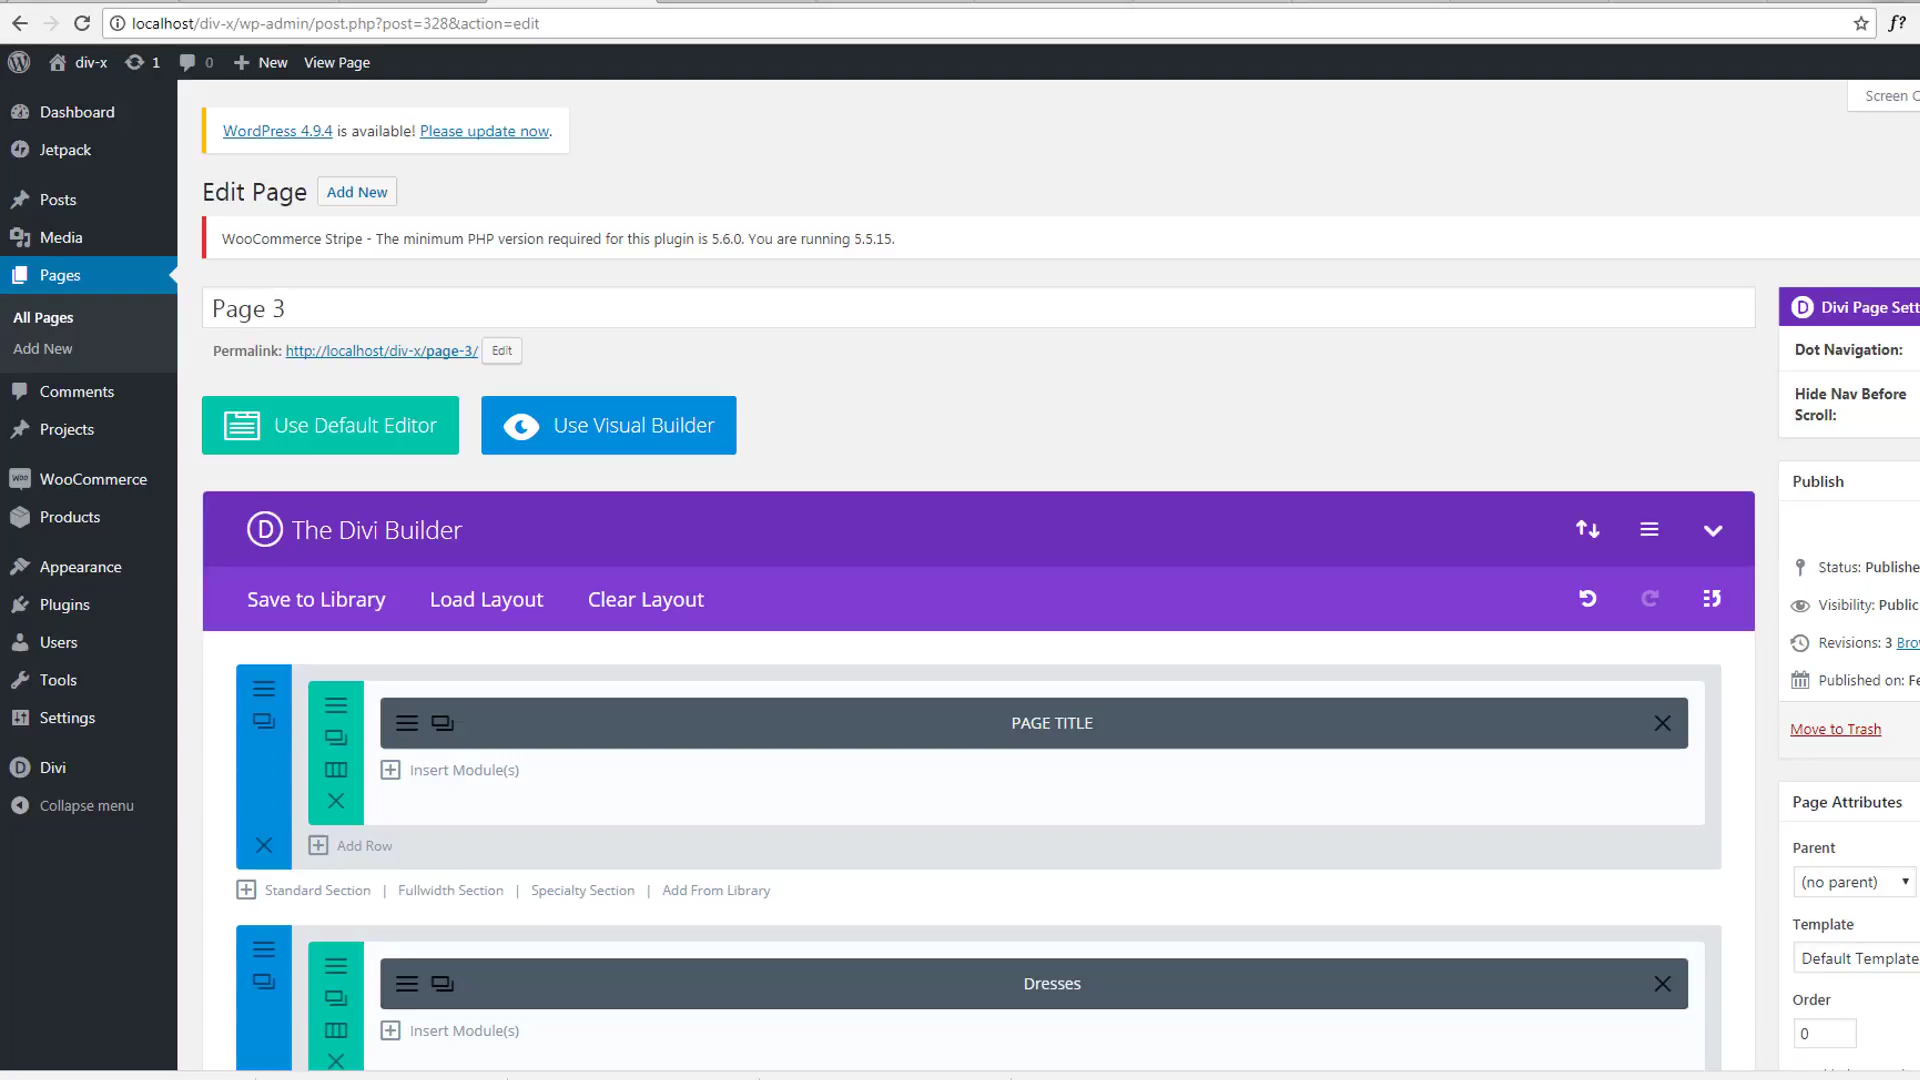 localhost/div-x/wp-admin/post.php?post=328&action=edit
f?
div-x 1 0 New View Page
Screen O
Dashboard
Jetpack
Posts
Media
Pages
All Pages
Add New
Comments
Projects
WooCommerce
Products
Appearance
Plugins
Users
Tools
Settings
Divi
Collapse menu
WordPress 4.9.4 is available! Please update now.
Edit Page Add New
WooCommerce Stripe - The minimum PHP version required for this plugin is 5.6.0. You are running 5.5.15.
Page 3
Permalink: http://localhost/div-x/page-3/ Edit
Use Default Editor Use Visual Builder
The Divi Builder
Save to Library Load Layout Clear Layout
PAGE TITLE
Insert Module(s)
Add Row
Standard Section | Fullwidth Section | Specialty Section | Add From Library
Dresses
Insert Module(s)
Divi Page Sett
Dot Navigation:
Hide Nav Before
Scroll:
Publish
Status: Publishe
Visibility: Public
Revisions: 3 Bro
Published on: Fe
Move to Trash
Page Attributes
Parent
(no parent)
Template
Default Template
Order
0